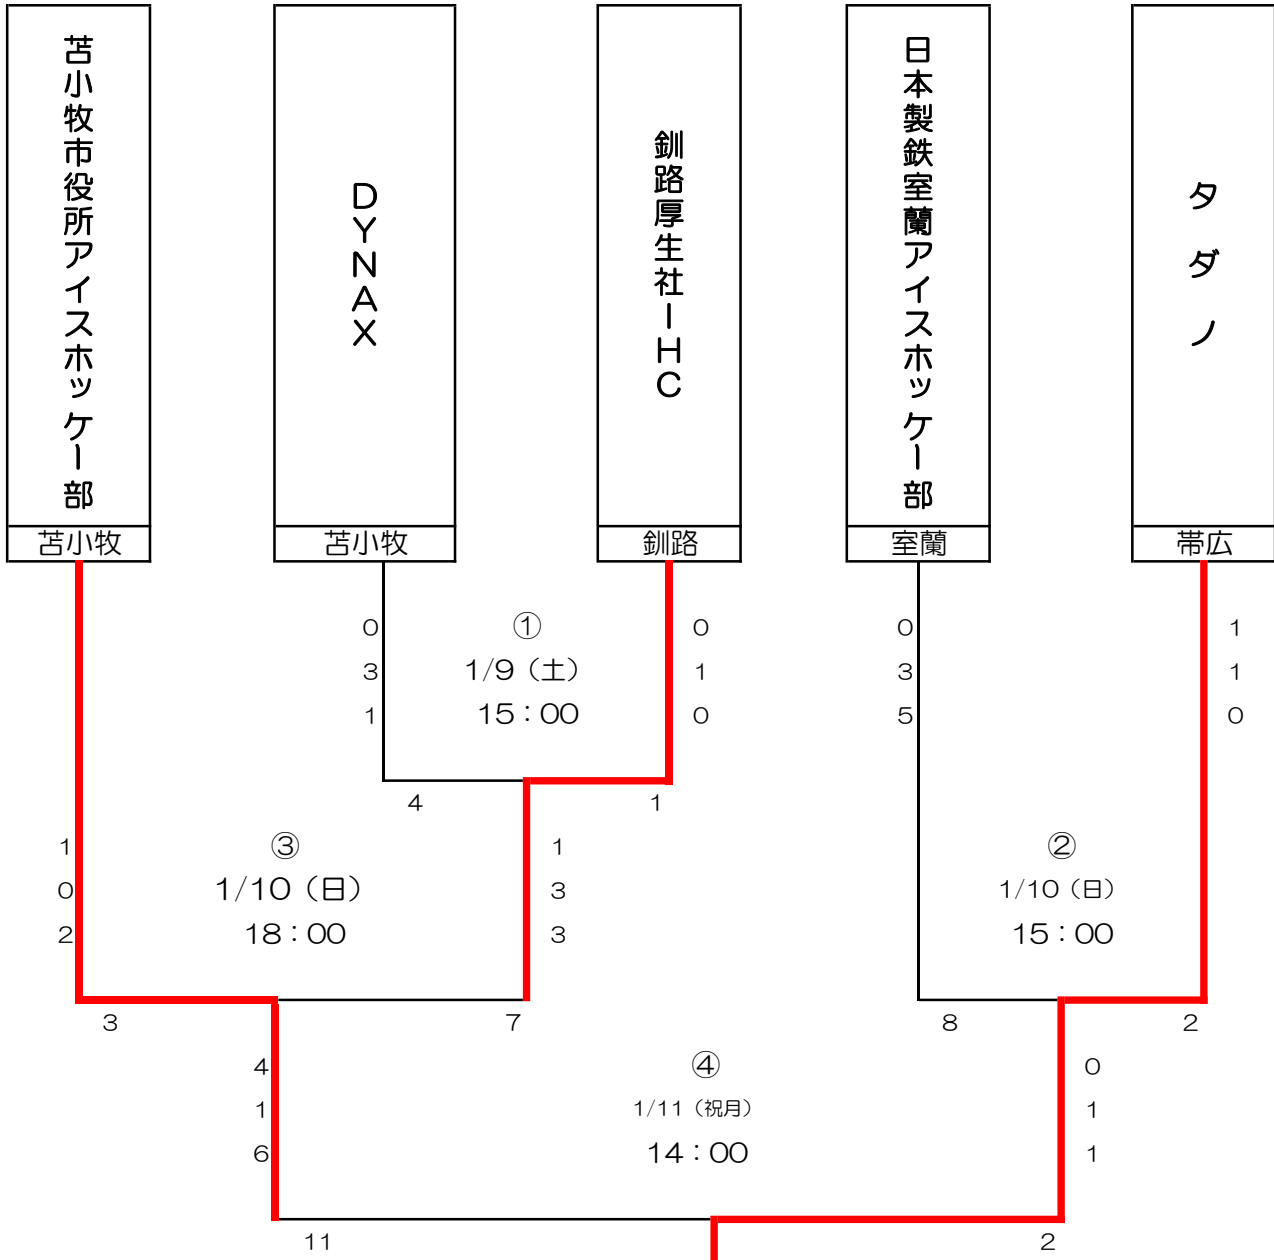 苫小牧市役所アイスホッケー部
DYNAX
釧路厚生社IHC
日本製鉄室蘭アイスホッケー部
タダノ
苫小牧
苫小牧
釧路
室蘭
帯広
0 ① 0 0 1
3 1/9（土） 1 3 1
1 15：00 0 5 0
4 1
1 ③ 1 ②
0 1/10（日） 3 1/10（日）
2 18：00 3 15：00
3 7 8 2
4 ④ 0
1 1/11（祝月） 1
6 14：00 1
11 2